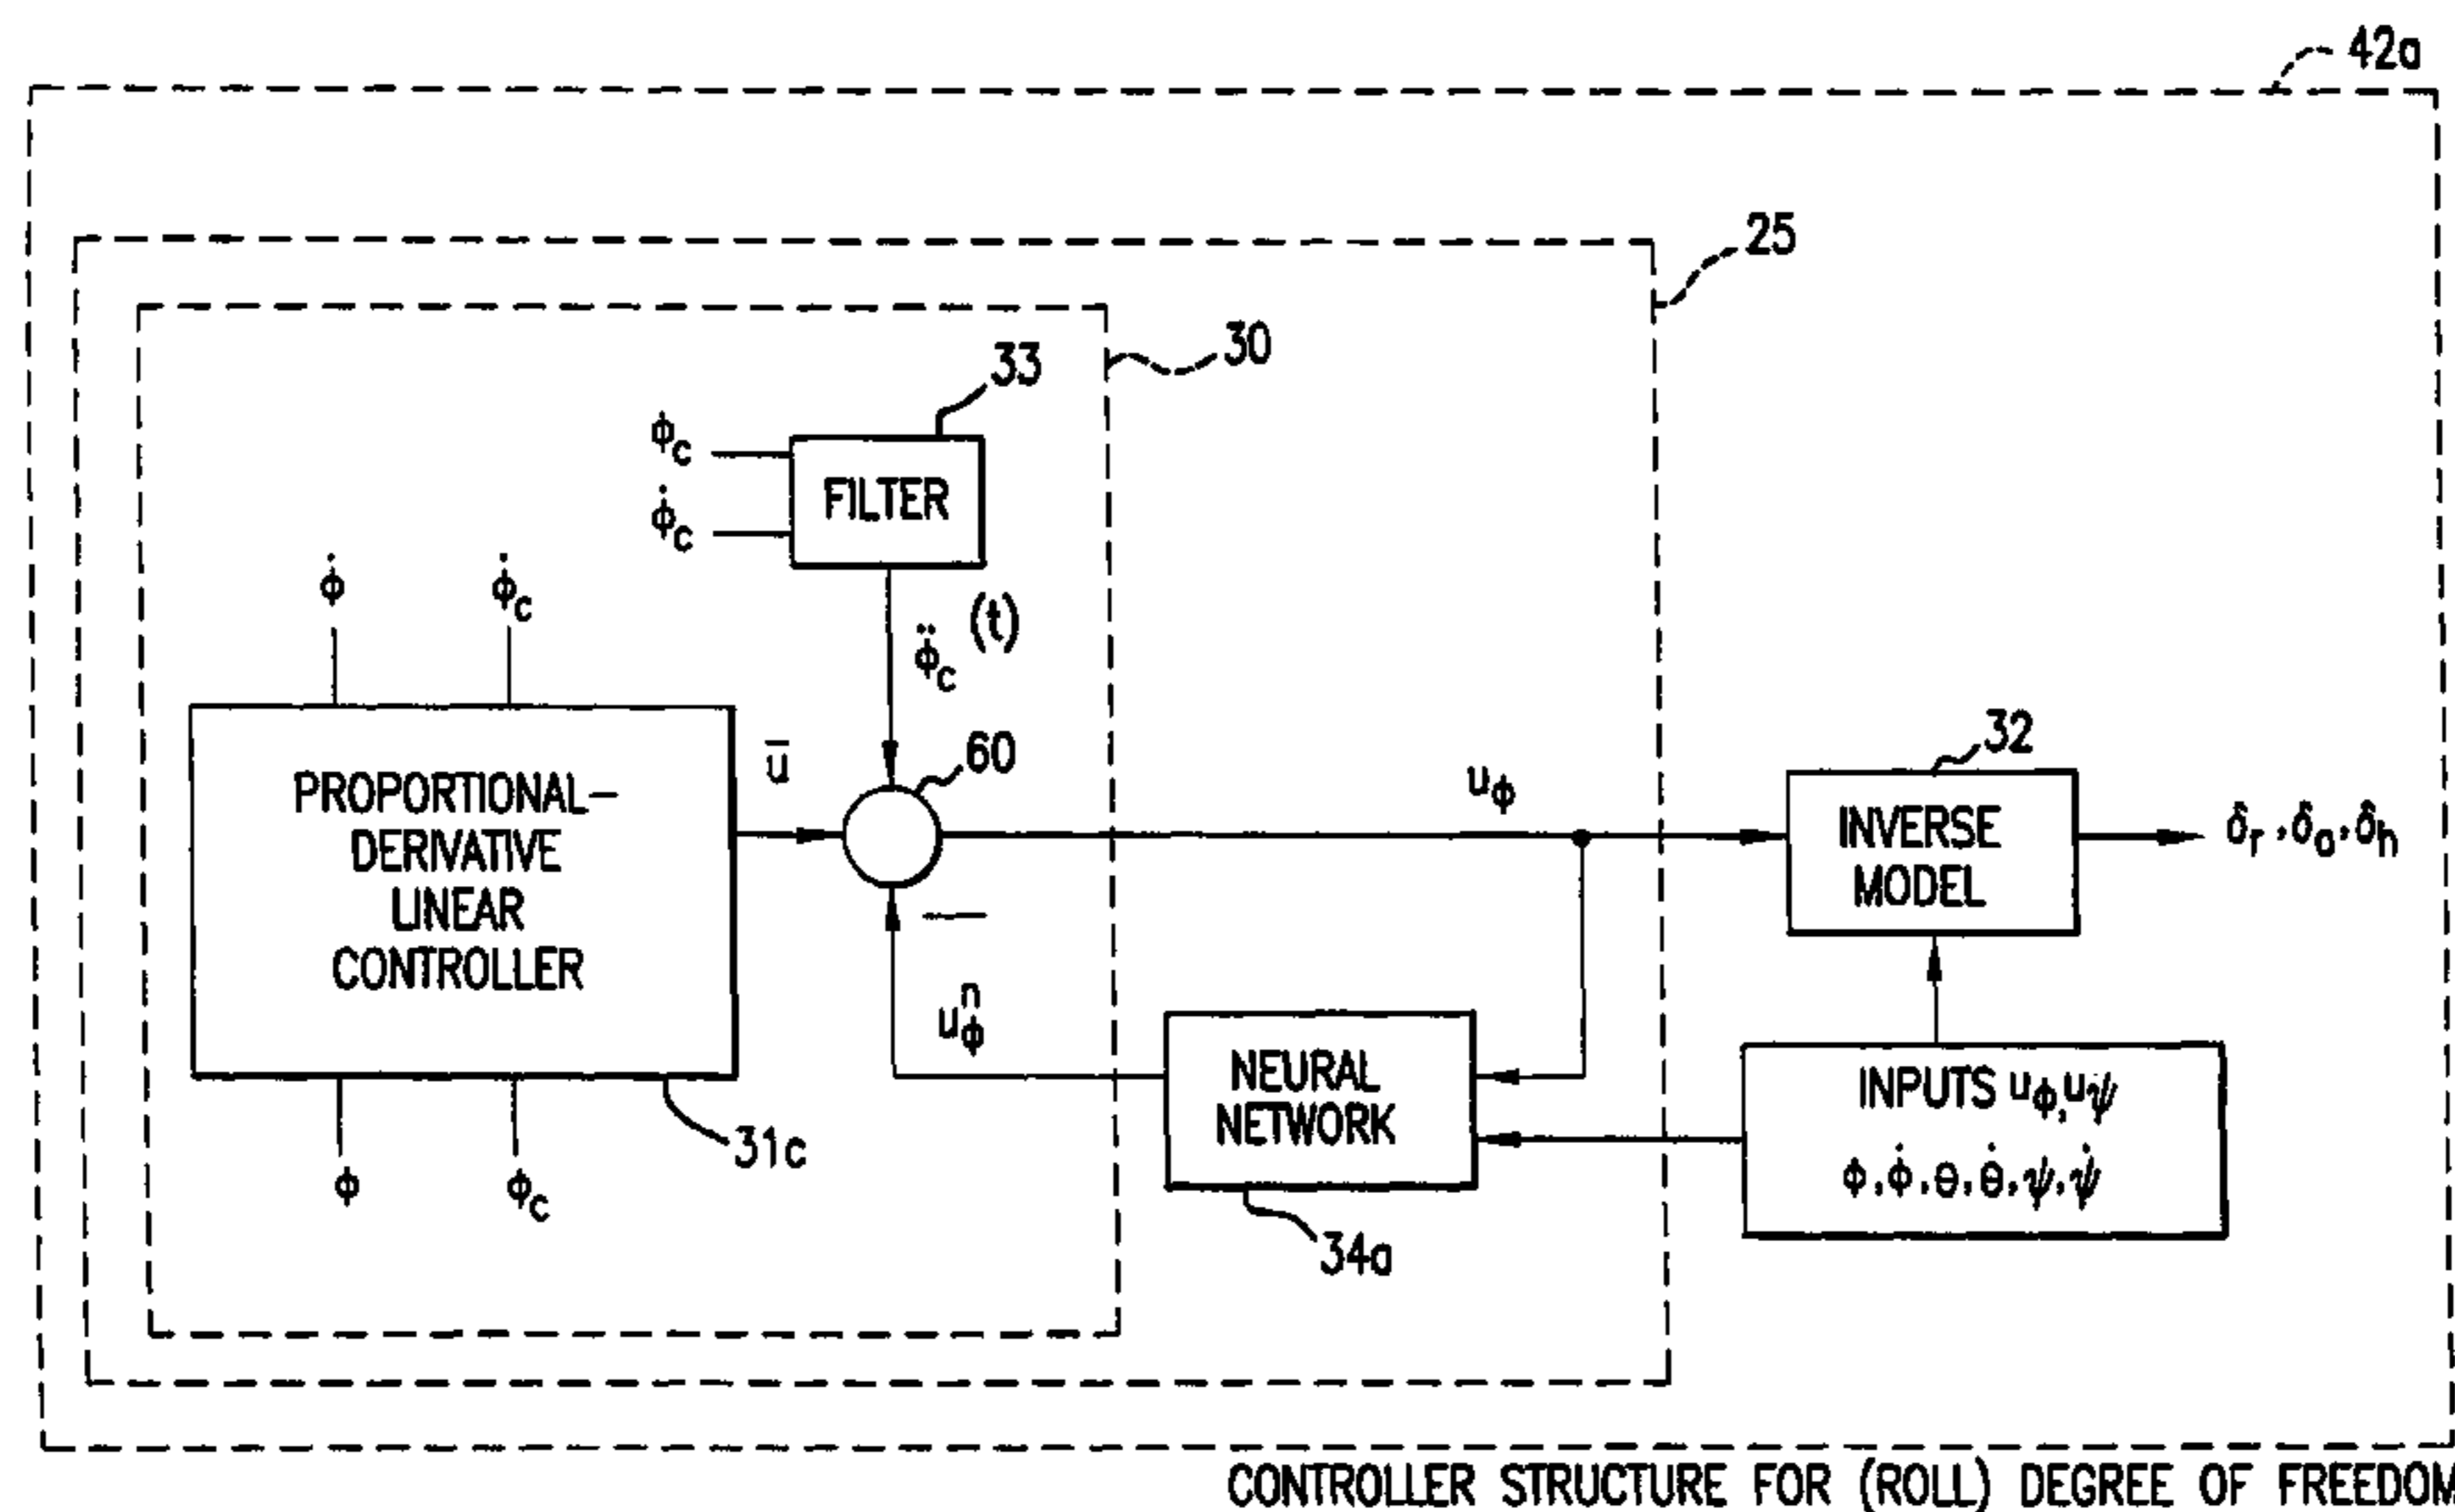 42a
25
30
33
ϕ̇c
FILTER
ϕ̇c
ϕ̇
ϕ̇c
ϕ̈c (t)
PROPORTIONAL-
DERIVATIVE
LINEAR
CONTROLLER
ū
60
uϕ
32
INVERSE
MODEL
δr,δa,δh
uϕⁿ
NEURAL
NETWORK
INPUTS uϕ,uψ
ϕ,ϕ̇,θ,θ̇,ψ,ψ̇
31c
ϕ
ϕc
34a
CONTROLLER STRUCTURE FOR (ROLL) DEGREE OF FREEDOM